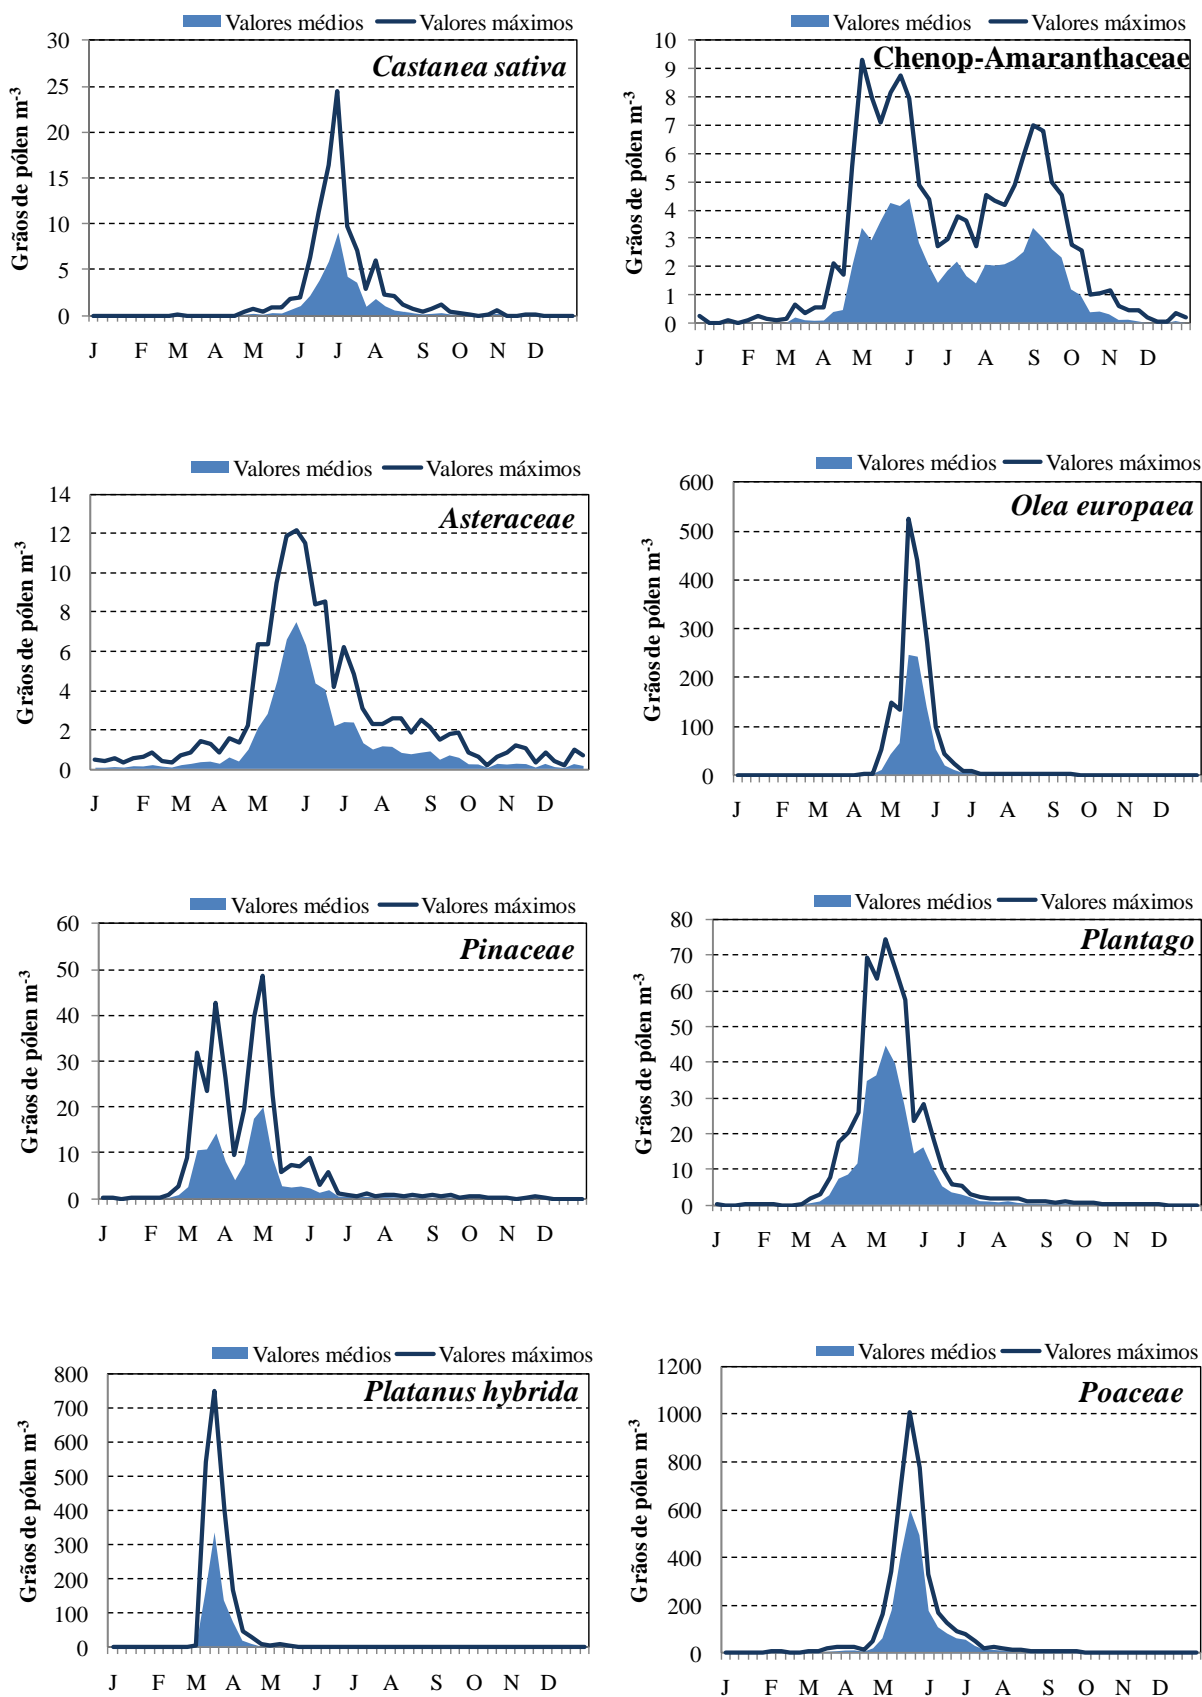 Valores médios Valores máximos
Castanea sativa
Grãos de pólen m-3
30
25
20
15
10
5
0
J F M A M J J A S O N D
Valores médios Valores máximos
Chenop-Amaranthaceae
Grãos de pólen m-3
10
9
8
7
6
5
4
3
2
1
0
J F M A M J J A S O N D
Valores médios Valores máximos
Asteraceae
Grãos de pólen m-3
14
12
10
8
6
4
2
0
J F M A M J J A S O N D
Valores médios Valores máximos
Olea europaea
Grãos de pólen m-3
600
500
400
300
200
100
0
J F M A M J J A S O N D
Valores médios Valores máximos
Pinaceae
Grãos de pólen m-3
60
50
40
30
20
10
0
J F M A M J J A S O N D
Valores médios Valores máximos
Plantago
Grãos de pólen m-3
80
70
60
50
40
30
20
10
0
J F M A M J J A S O N D
Valores médios Valores máximos
Platanus hybrida
Grãos de pólen m-3
800
700
600
500
400
300
200
100
0
J F M A M J J A S O N D
Valores médios Valores máximos
Poaceae
Grãos de pólen m-3
1200
1000
800
600
400
200
0
J F M A M J J A S O N D